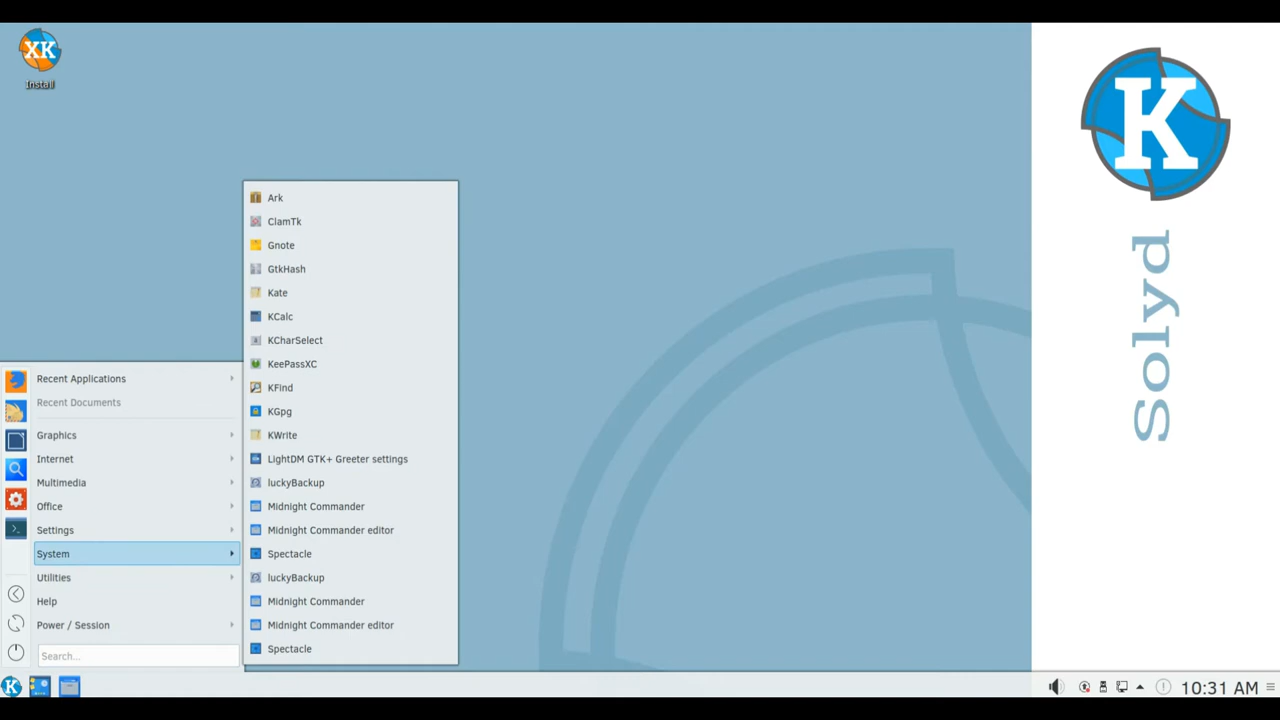 XK
Install
K
Solyd
Ark
ClamTk
Gnote
GtkHash
Kate
KCalc
KCharSelect
KeePassXC
KFind
KGpg
KWrite
LightDM GTK+ Greeter settings
luckyBackup
Midnight Commander
Midnight Commander editor
Spectacle
luckyBackup
Midnight Commander
Midnight Commander editor
Spectacle
Recent Applications
Recent Documents
Graphics
Internet
Multimedia
Office
Settings
System
Utilities
Help
Power / Session
Search...
K
10:31 AM